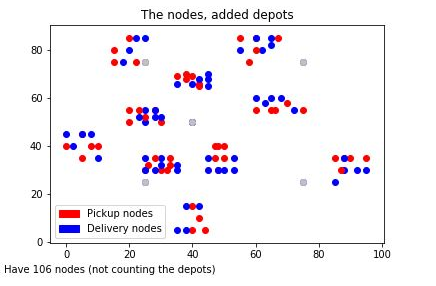 The nodes, added depots
80
60
40
20
0
Pickup nodes
Delivery nodes
0 20 40 60 80 100
Have 106 nodes (not counting the depots)